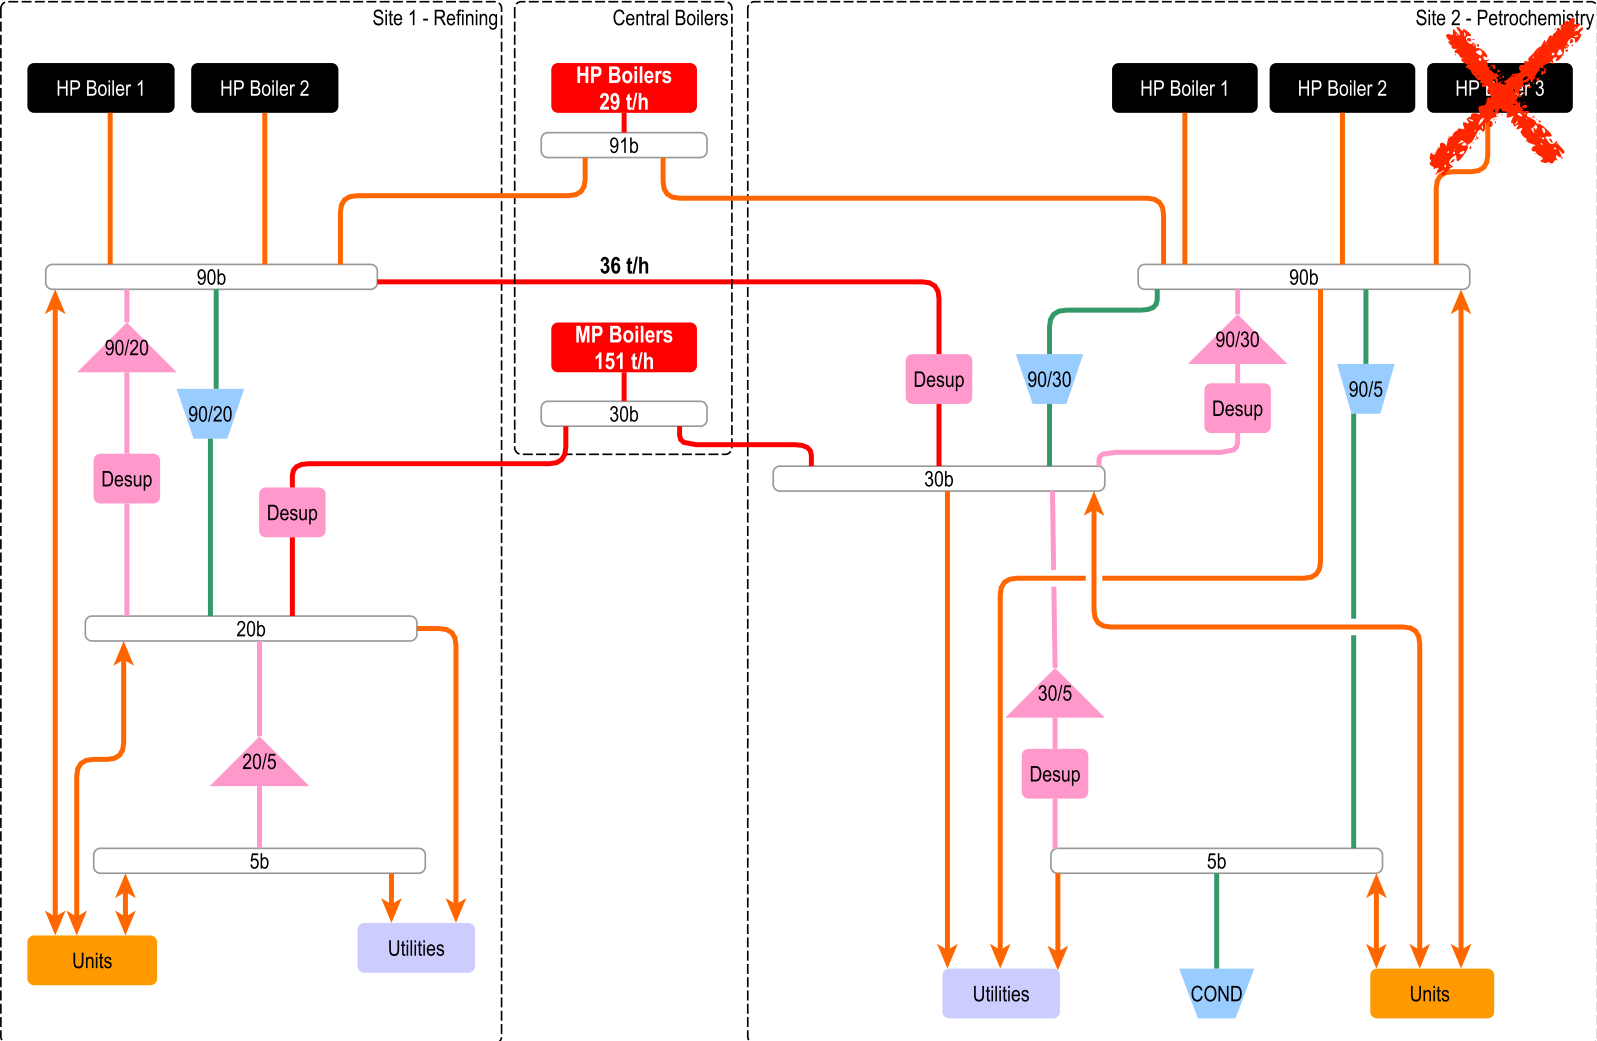 Site 1 - Refining
Central Boilers
Site 2 - Petrochemistry
HP Boiler 1
HP Boiler 2
HP Boilers
29 t/h
HP Boiler 1
HP Boiler 2
HP 3
91b
36 t/h
90b
90b
MP Boilers
151 t/h
90/20
90/20
Desup
90/30
90/30
90/5
Desup
30b
Desup
Desup
30b
20b
30/5
20/5
Desup
5b
5b
Units
Utilities
Utilities
COND
Units